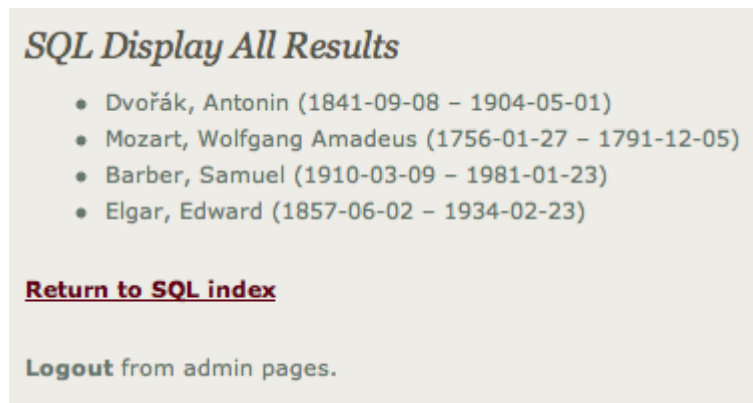 SQL Display All Results
• Dvořák, Antonin (1841-09-08 – 1904-05-01)
• Mozart, Wolfgang Amadeus (1756-01-27 – 1791-12-05)
• Barber, Samuel (1910-03-09 – 1981-01-23)
• Elgar, Edward (1857-06-02 – 1934-02-23)
Return to SQL index
Logout from admin pages.